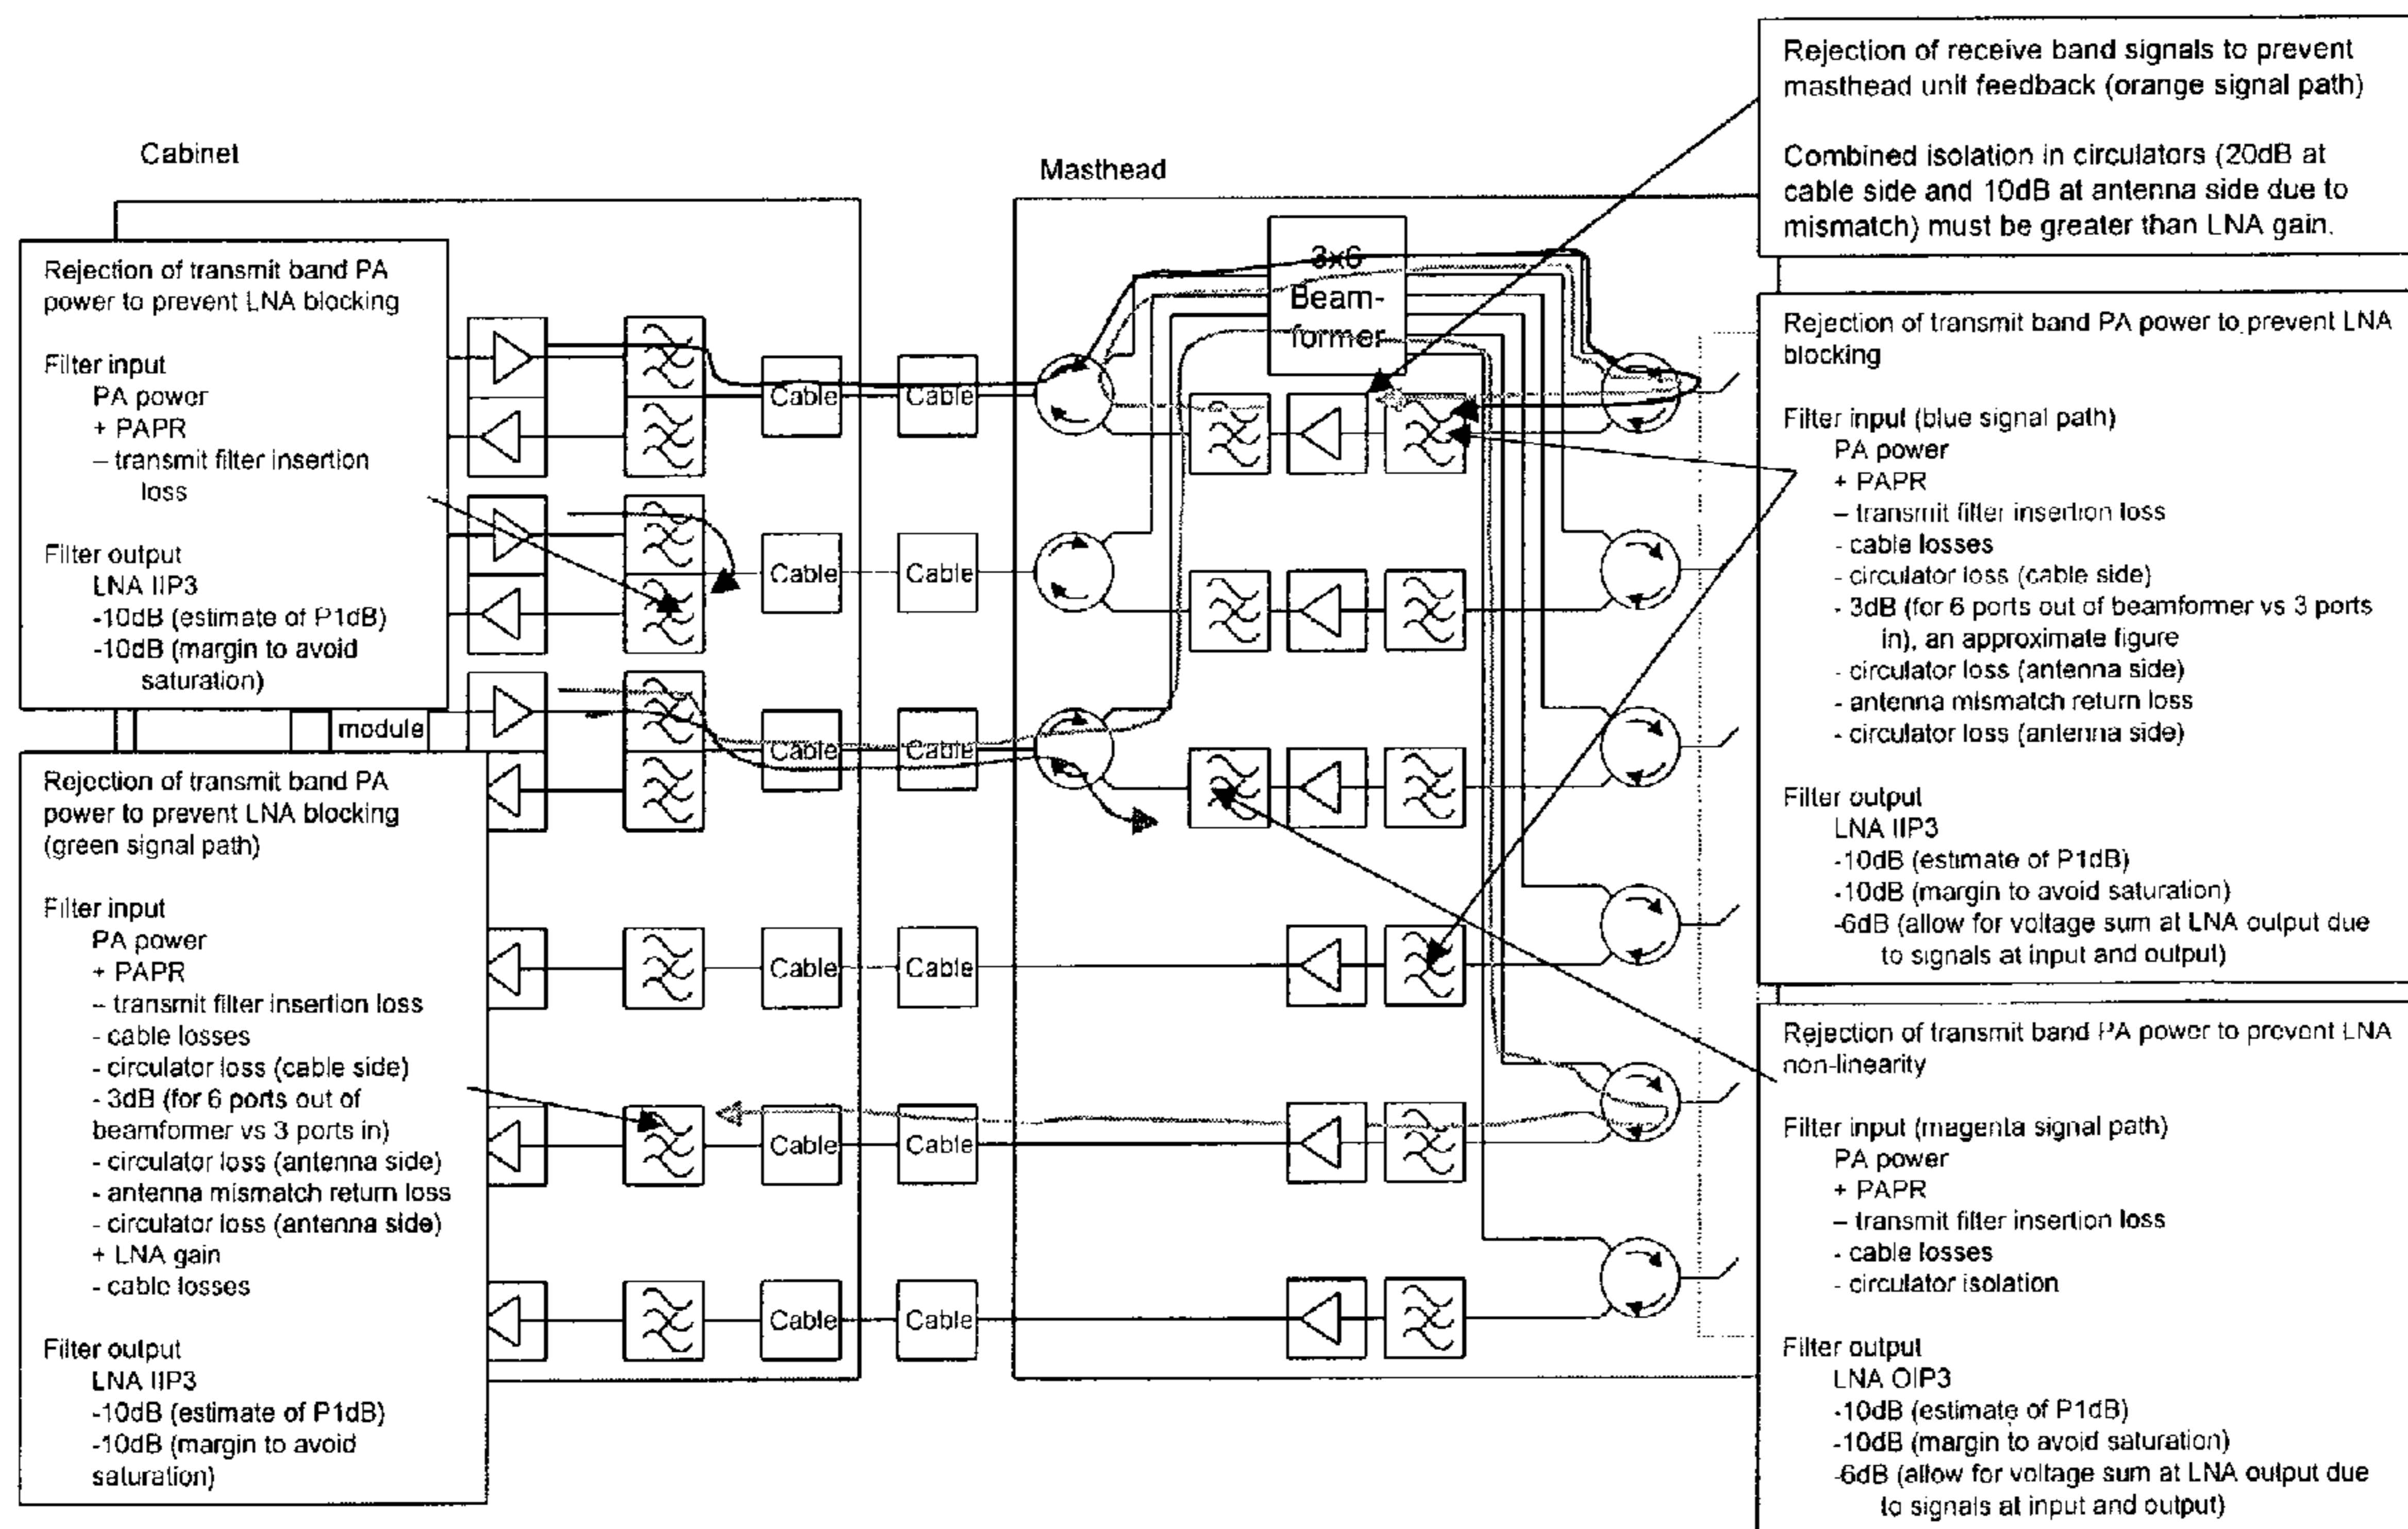 Cabinet
Masthead
Rejection of transmit band PA
power to prevent LNA blocking
Filter input
PA power
+ PAPR
– transmit filter insertion
loss
Filter output
LNA IIP3
-10dB (estimate of P1dB)
-10dB (margin to avoid
saturation)
module
Rejection of transmit band PA
power to prevent LNA blocking
(green signal path)
Filter input
PA power
+ PAPR
– transmit filter insertion loss
- cable losses
- circulator loss (cable side)
- 3dB (for 6 ports out of
beamformer vs 3 ports in)
- circulator loss (antenna side)
- antenna mismatch return loss
- circulator loss (antenna side)
+ LNA gain
- cable losses
Filter output
LNA IIP3
-10dB (estimate of P1dB)
-10dB (margin to avoid
saturation)
Cable
Cable
Cable
Cable
Cable
Cable
Cable
Cable
Cable
Cable
Cable
Cable
3x6
Beam-
former
Rejection of receive band signals to prevent
masthead unit feedback (orange signal path)
Combined isolation in circulators (20dB at
cable side and 10dB at antenna side due to
mismatch) must be greater than LNA gain.
Rejection of transmit band PA power to prevent LNA
blocking
Filter input (blue signal path)
PA power
+ PAPR
– transmit filter insertion loss
- cable losses
- circulator loss (cable side)
- 3dB (for 6 ports out of beamformer vs 3 ports
in), an approximate figure
- circulator loss (antenna side)
- antenna mismatch return loss
- circulator loss (antenna side)
Filter output
LNA IIP3
-10dB (estimate of P1dB)
-10dB (margin to avoid saturation)
-6dB (allow for voltage sum at LNA output due
to signals at input and output)
Rejection of transmit band PA power to prevent LNA
non-linearity
Filter input (magenta signal path)
PA power
+ PAPR
– transmit filter insertion loss
- cable losses
- circulator isolation
Filter output
LNA OIP3
-10dB (estimate of P1dB)
-10dB (margin to avoid saturation)
-6dB (allow for voltage sum at LNA output due
to signals at input and output)